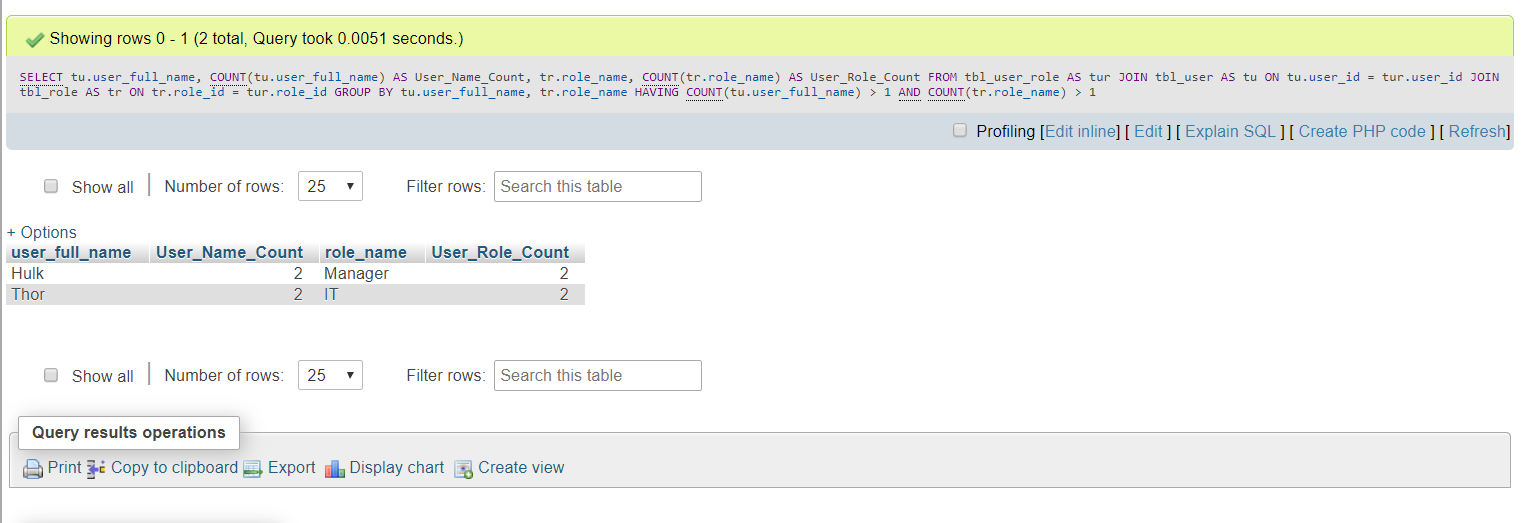 Showing rows 0 - 1 (2 total, Query took 0.0051 seconds.)
SELECT tu.user_full_name, COUNT(tu.user_full_name) AS User_Name_Count, tr.role_name, COUNT(tr.role_name) AS User_Role_Count FROM tbl_user_role AS tur JOIN tbl_user AS tu ON tu.user_id = tur.user_id JOIN
tbl_role AS tr ON tr.role_id = tur.role_id GROUP BY tu.user_full_name, tr.role_name HAVING COUNT(tu.user_full_name) > 1 AND COUNT(tr.role_name) > 1
Profiling [Edit inline] [ Edit ] [ Explain SQL ] [ Create PHP code ] [ Refresh]
Show all Number of rows: 25 Filter rows: Search this table
+ Options
user_full_name User_Name_Count role_name User_Role_Count
Hulk 2 Manager 2
Thor 2 IT 2
Show all Number of rows: 25 Filter rows: Search this table
Query results operations
Print Copy to clipboard Export Display chart Create view